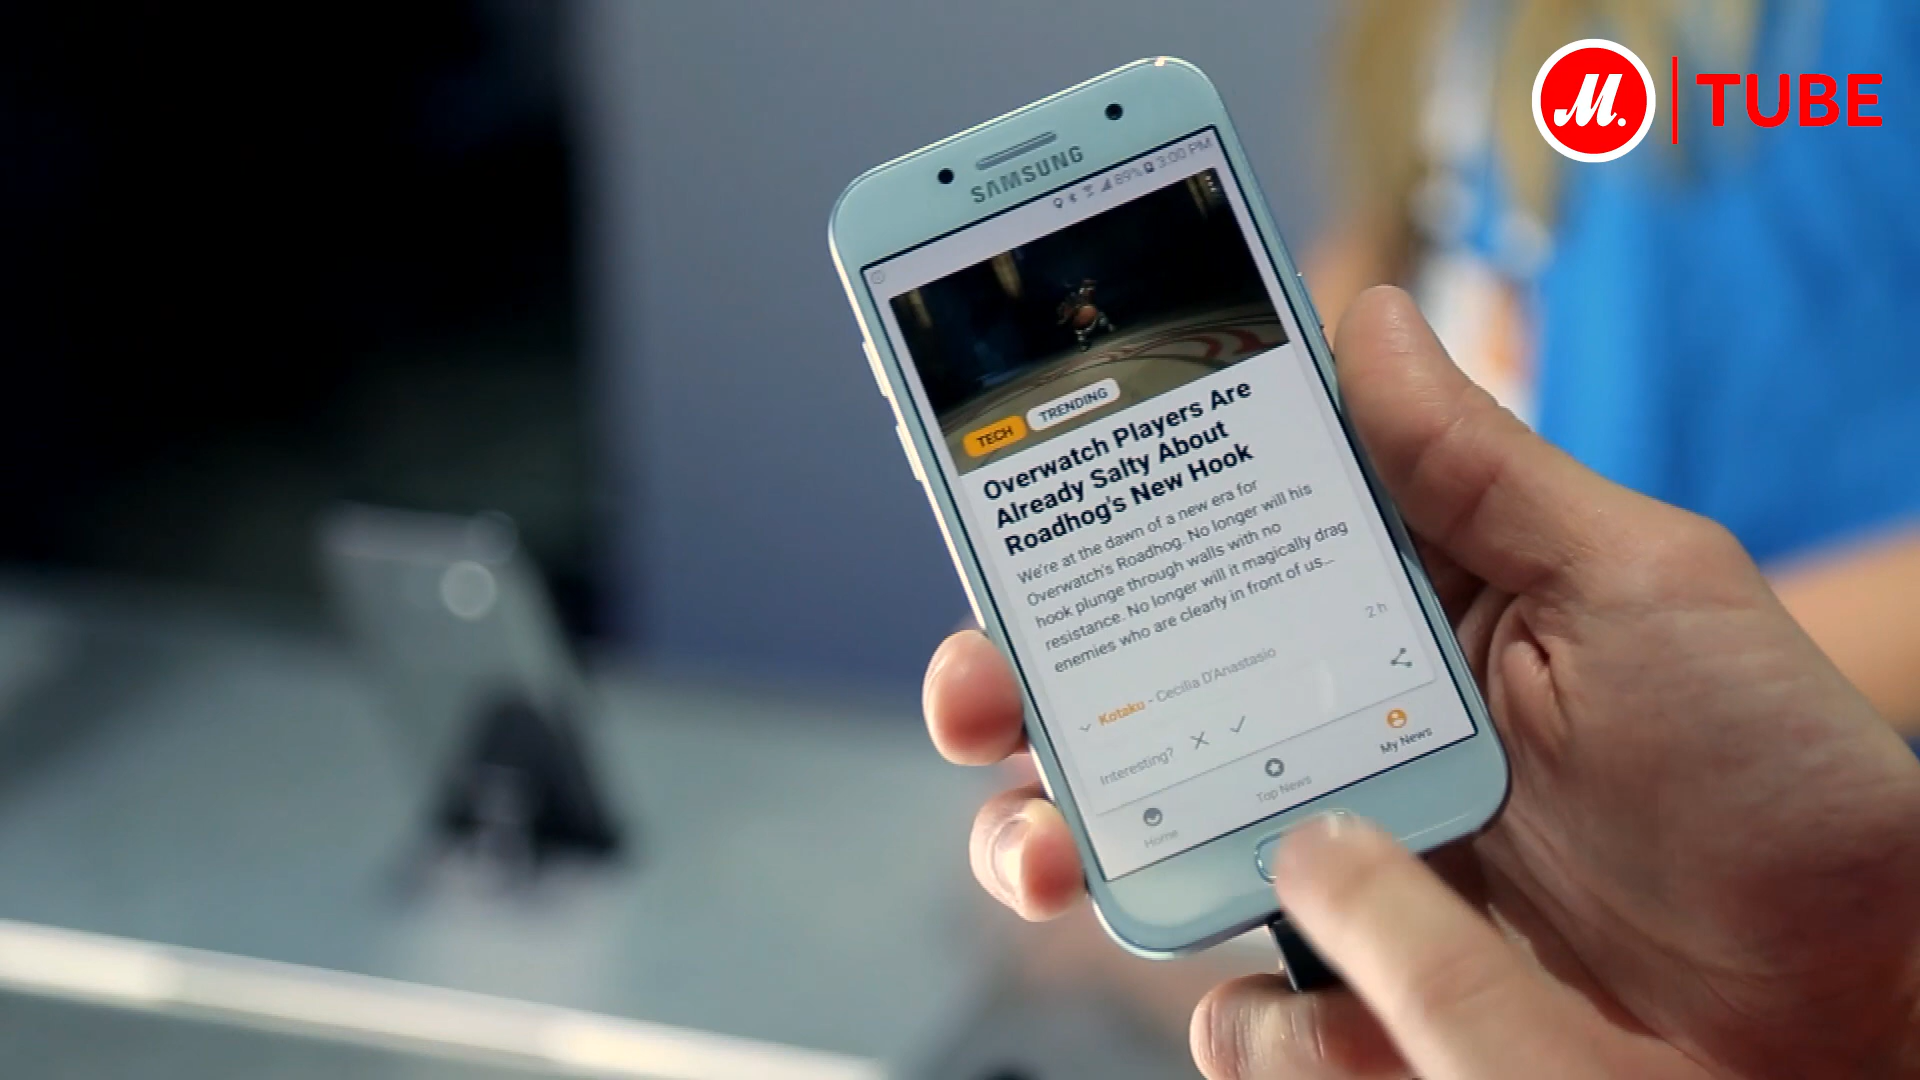 M. TUBE
SAMSUNG
89% 3:00 PM
TECH TRENDING
Overwatch Players Are
Already Salty About
Roadhog's New Hook
We're at the dawn of a new era for
Overwatch's Roadhog. No longer will his
hook plunge through walls with no
resistance. No longer will it magically drag
enemies who are clearly in front of us...
2 h
Kotaku - Cecilia D'Anastasio
Interesting?
Home Top News My News